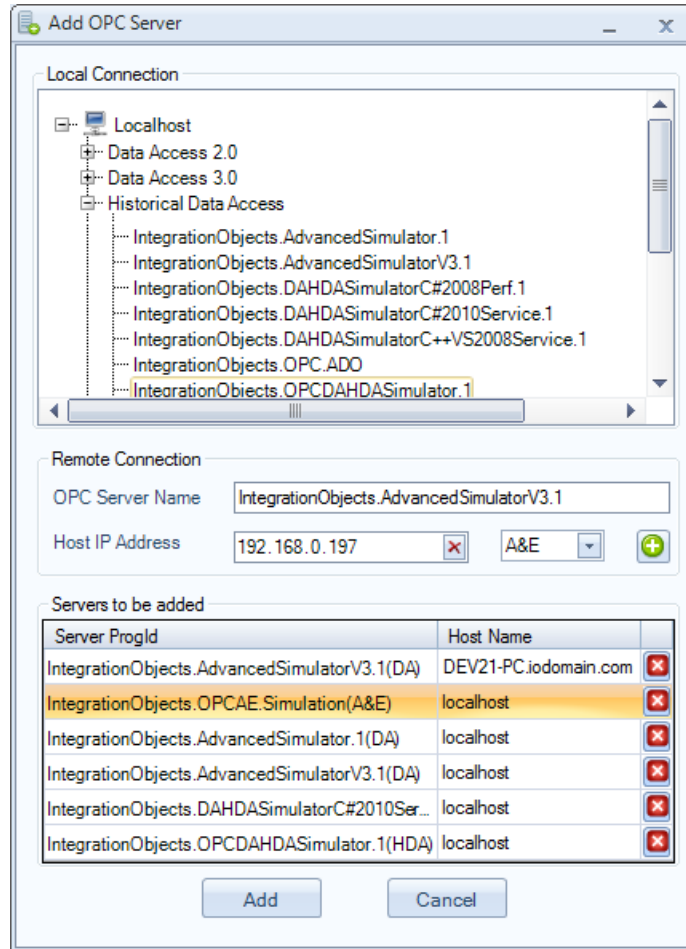 Add OPC Server
Local Connection
Localhost
Data Access 2.0
Data Access 3.0
Historical Data Access
IntegrationObjects.AdvancedSimulator.1
IntegrationObjects.AdvancedSimulatorV3.1
IntegrationObjects.DAHDASimulatorC#2008Perf.1
IntegrationObjects.DAHDASimulatorC#2010Service.1
IntegrationObjects.DAHDASimulatorC++VS2008Service.1
IntegrationObjects.OPC.ADO
IntegrationObjects.OPCDAHDASimulator.1
Remote Connection
OPC Server Name IntegrationObjects.AdvancedSimulatorV3.1
Host IP Address 192.168.0.197 A&E
Servers to be added
Server ProgId Host Name
IntegrationObjects.AdvancedSimulatorV3.1(DA) DEV21-PC.iodomain.com
IntegrationObjects.OPCAE.Simulation(A&E) localhost
IntegrationObjects.AdvancedSimulator.1(DA) localhost
IntegrationObjects.AdvancedSimulatorV3.1(DA) localhost
IntegrationObjects.DAHDASimulatorC#2010Ser... localhost
IntegrationObjects.OPCDAHDASimulator.1(HDA) localhost
Add Cancel